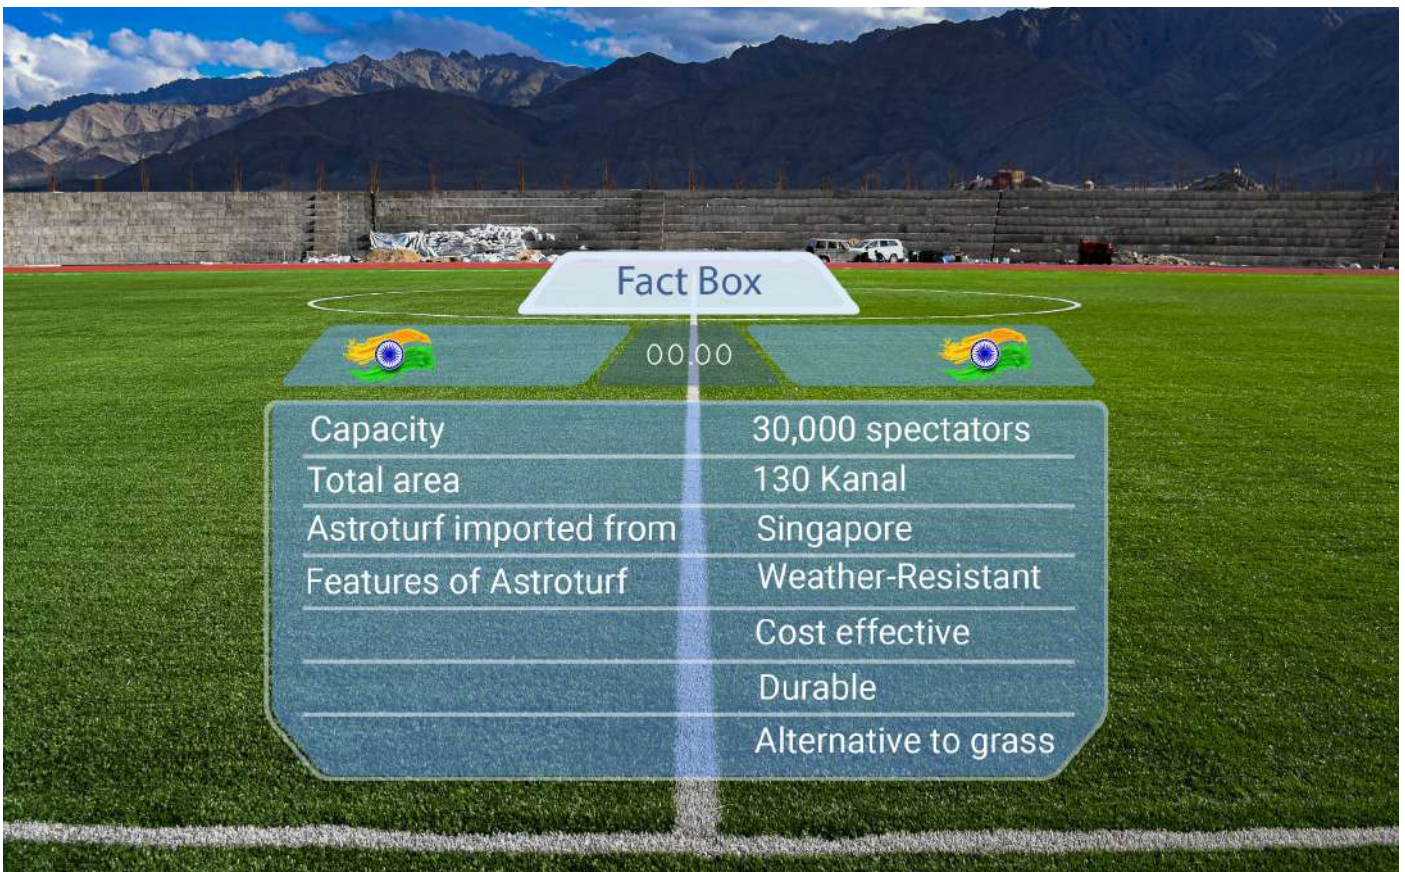 Fact Box
00.00
Capacity 30,000 spectators
Total area 130 Kanal
Astroturf imported from Singapore
Features of Astroturf Weather-Resistant
Cost effective
Durable
Alternative to grass